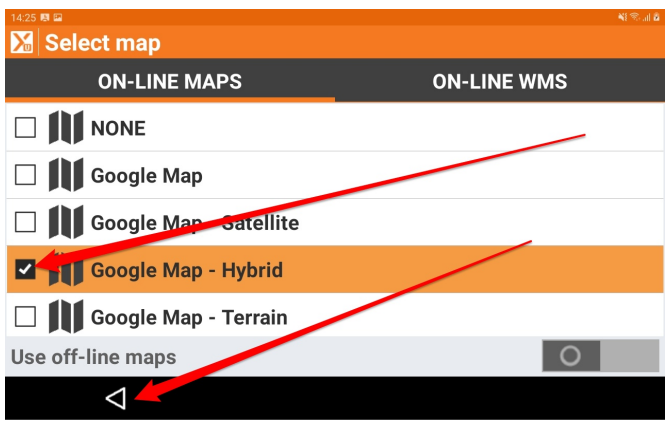 14:25
Select map
ON-LINE MAPS
ON-LINE WMS
NONE
Google Map
Google Map - Satellite
Google Map - Hybrid
Google Map - Terrain
Use off-line maps